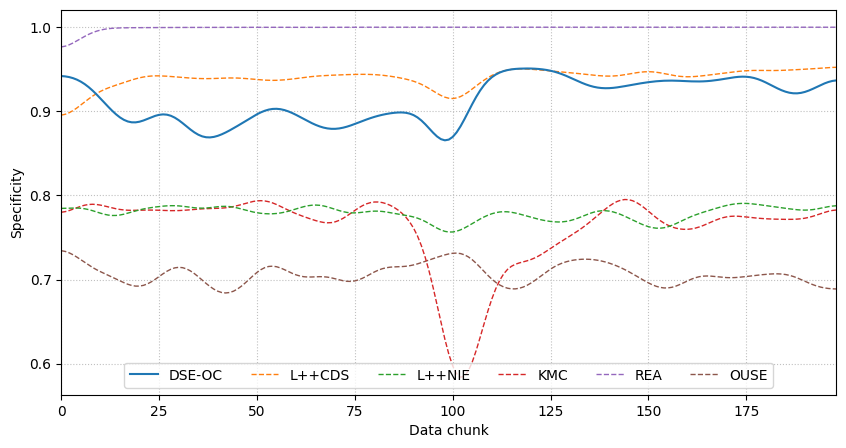 1.0
0.9
0.8
0.7
0.6
Specificity
0 25 50 75 100 125 150 175
Data chunk
DSE-OC L++CDS L++NIE KMC REA OUSE